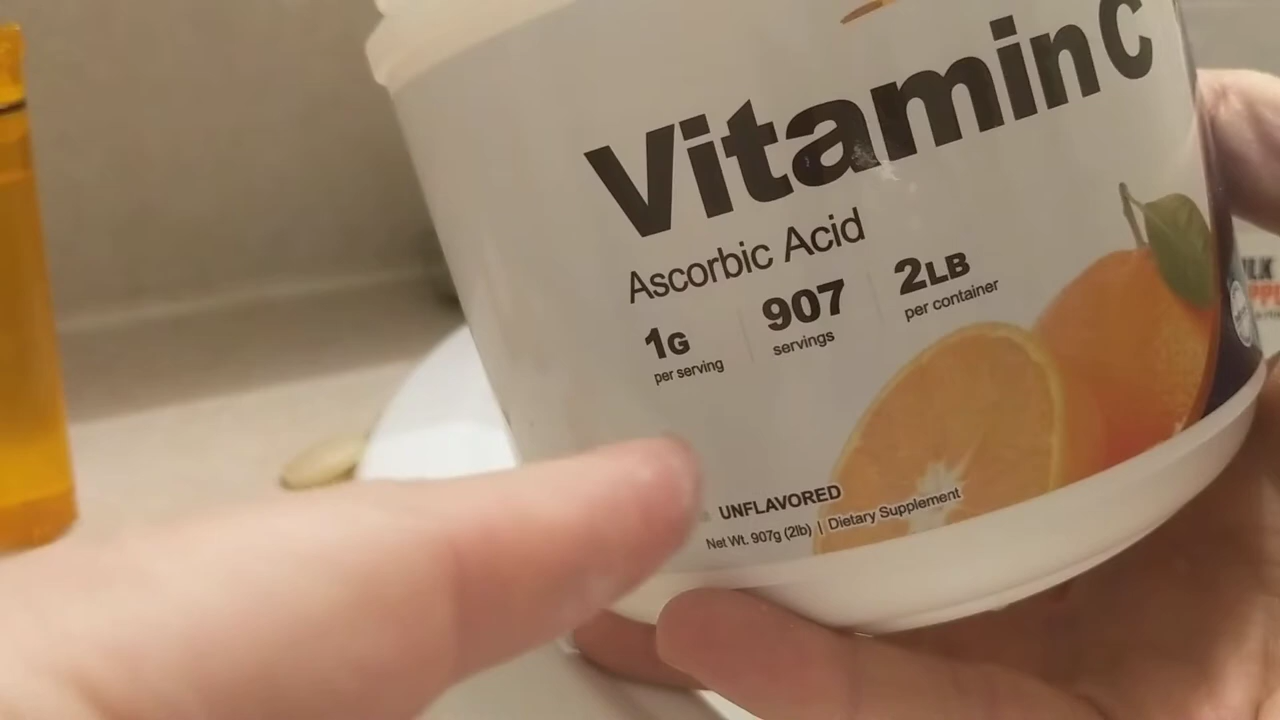 Vitamin C
Ascorbic Acid
1G
per serving
907
servings
2LB
per container
UNFLAVORED
Net Wt. 907g (2lb) | Dietary Supplement